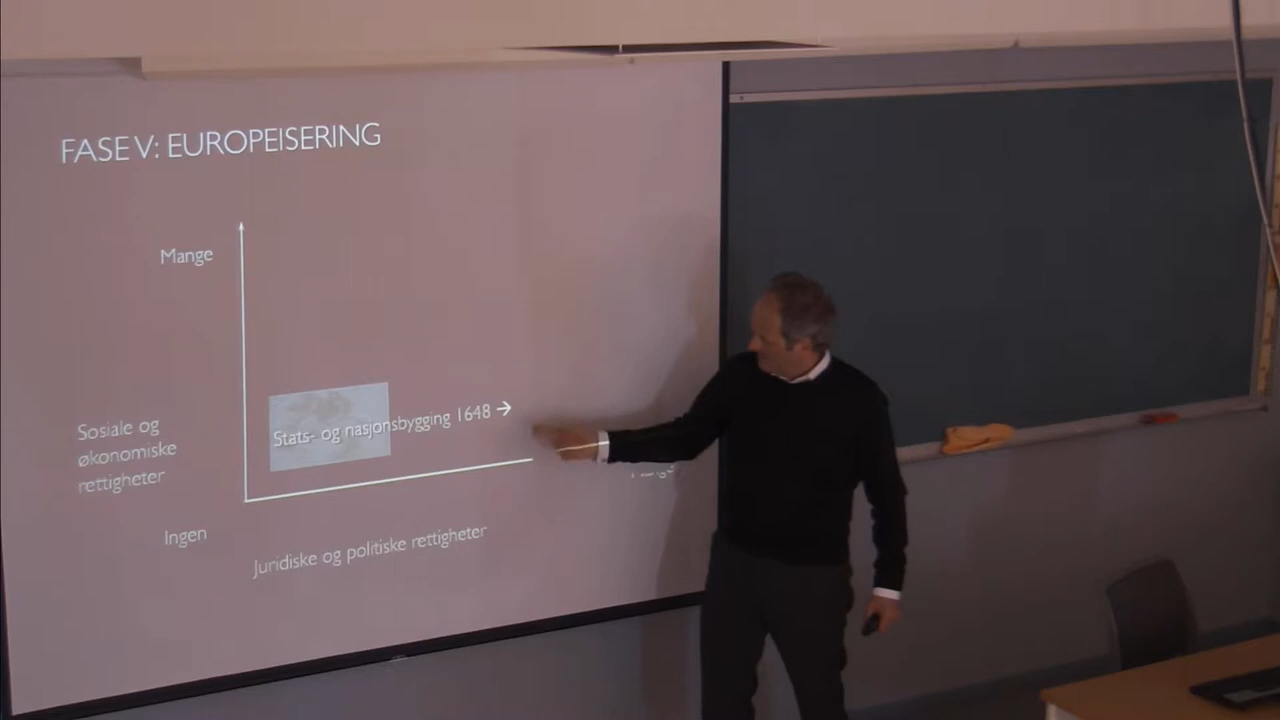 FASE V: EUROPEISERING
Mange
Stats- og nasjonsbygging 1648 →
Sosiale og
økonomiske
rettigheter
Ingen
Juridiske og politiske rettigheter